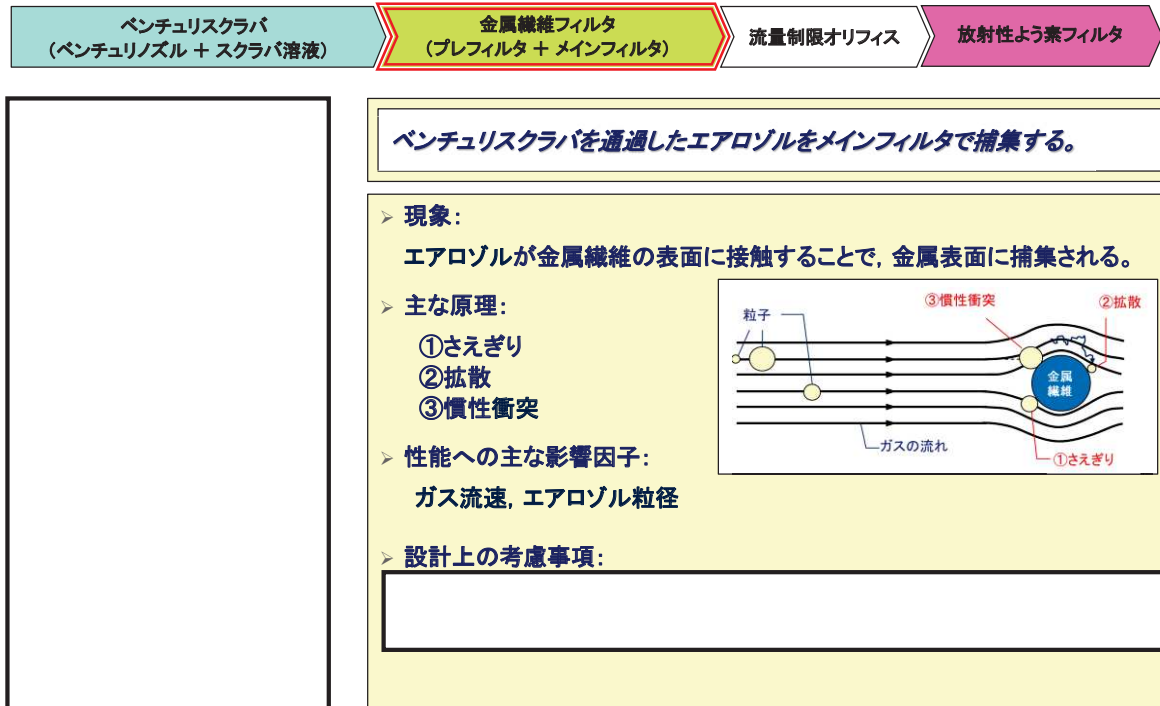 ベンチュリスクラバ
(ベンチュリノズル + スクラバ溶液)
金属繊維フィルタ
(プレフィルタ + メインフィルタ)
流量制限オリフィス
放射性よう素フィルタ
ベンチュリスクラバを通過したエアロゾルをメインフィルタで捕集する。
➢ 現象:
エアロゾルが金属繊維の表面に接触することで, 金属表面に捕集される。
➢ 主な原理:
①さえぎり
②拡散
③慣性衝突
粒子
③慣性衝突
②拡散
金属
繊維
ガスの流れ
①さえぎり
➢ 性能への主な影響因子:
ガス流速, エアロゾル粒径
➢ 設計上の考慮事項: